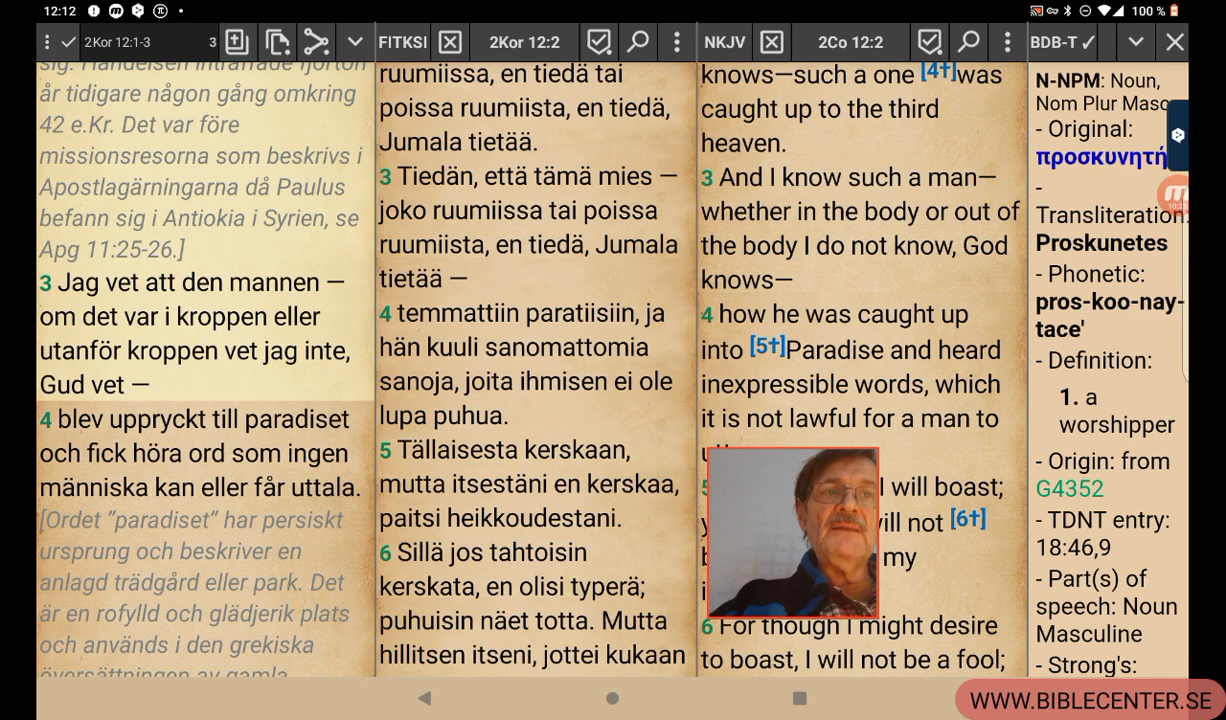 12:12
100 %
2Kor 12:1-3
3
FITKSI
2Kor 12:2
NKJV
2Co 12:2
BDB-T ✓
sig. Händelsen inträffade fjorton
år tidigare någon gång omkring
42 e.Kr. Det var före
missionsresorna som beskrivs i
Apostlagärningarna då Paulus
befann sig i Antiokia i Syrien, se
Apg 11:25-26.]
3 Jag vet att den mannen —
om det var i kroppen eller
utanför kroppen vet jag inte,
Gud vet —
4 blev uppryckt till paradiset
och fick höra ord som ingen
människa kan eller får uttala.
[Ordet ”paradiset” har persiskt
ursprung och beskriver en
anlagd trädgård eller park. Det
är en rofylld och glädjerik plats
och används i den grekiska
översättningen av gamla
ruumiissa, en tiedä tai
poissa ruumiista, en tiedä,
Jumala tietää.
3 Tiedän, että tämä mies —
joko ruumiissa tai poissa
ruumiista, en tiedä, Jumala
tietää —
4 temmattiin paratiisiin, ja
hän kuuli sanomattomia
sanoja, joita ihmisen ei ole
lupa puhua.
5 Tällaisesta kerskaan,
mutta itsestäni en kerskaa,
paitsi heikkoudestani.
6 Sillä jos tahtoisin
kerskata, en olisi typerä;
puhuisin näet totta. Mutta
hillitsen itseni, jottei kukaan
knows—such a one [4†]was
caught up to the third
heaven.
3 And I know such a man—
whether in the body or out of
the body I do not know, God
knows—
4 how he was caught up
into [5†]Paradise and heard
inexpressible words, which
it is not lawful for a man to
I will boast;
will not [6†]
my
6 For though I might desire
to boast, I will not be a fool;
N-NPM: Noun,
Nom Plur Masc
- Original:
προσκυνητή
-
Transliteration:
Proskunetes
- Phonetic:
pros-koo-nay-
tace'
- Definition:
1. a
worshipper
- Origin: from
G4352
- TDNT entry:
18:46,9
- Part(s) of
speech: Noun
Masculine
- Strong's:
WWW.BIBLECENTER.SE